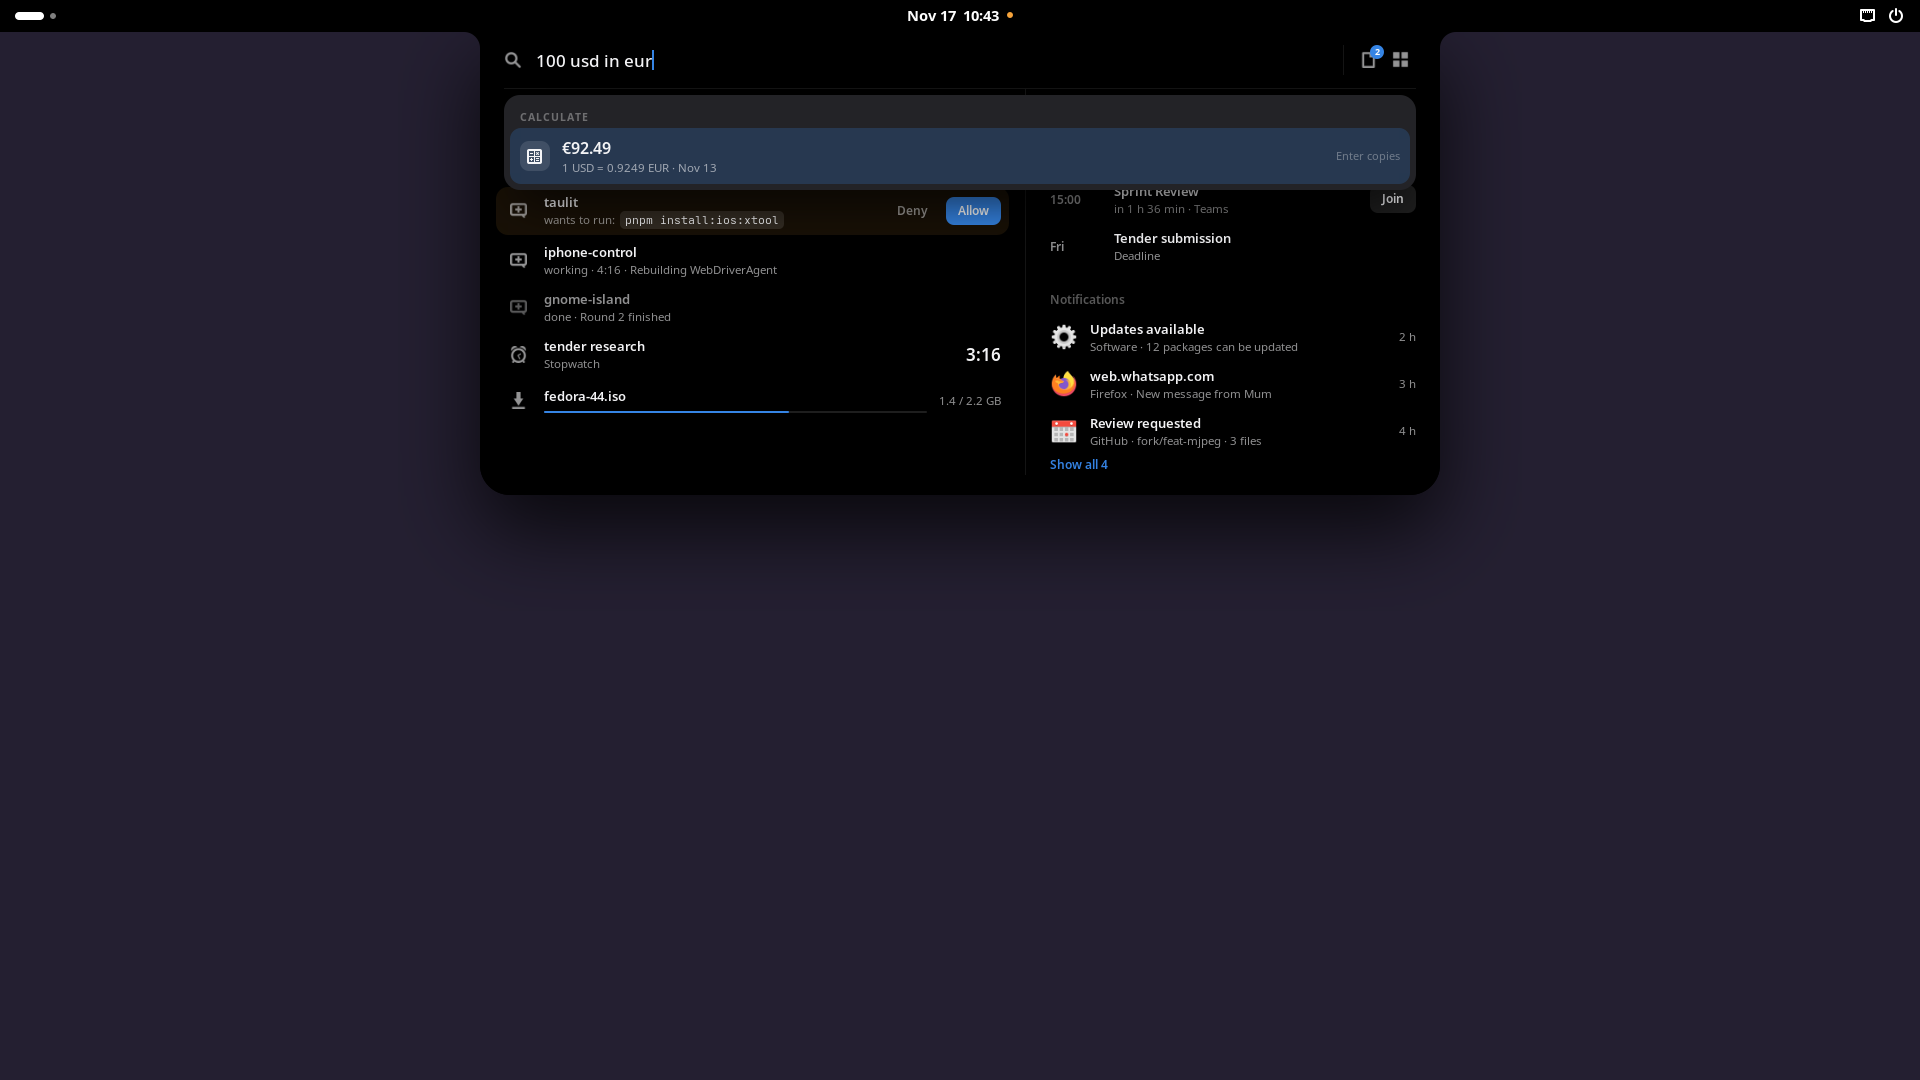 Nov 17 10:43
100 usd in eur
2
CALCULATE
€92.49
1 USD = 0.9249 EUR · Nov 13
Enter copies
taulit
wants to run: pnpm install:ios:xtool
Deny
Allow
iphone-control
working · 4:16 · Rebuilding WebDriverAgent
gnome-island
done · Round 2 finished
tender research
Stopwatch
3:16
fedora-44.iso
1.4 / 2.2 GB
15:00
Sprint Review
in 1 h 36 min · Teams
Join
Fri
Tender submission
Deadline
Notifications
Updates available
Software · 12 packages can be updated
2 h
web.whatsapp.com
Firefox · New message from Mum
3 h
Review requested
GitHub · fork/feat-mjpeg · 3 files
4 h
Show all 4